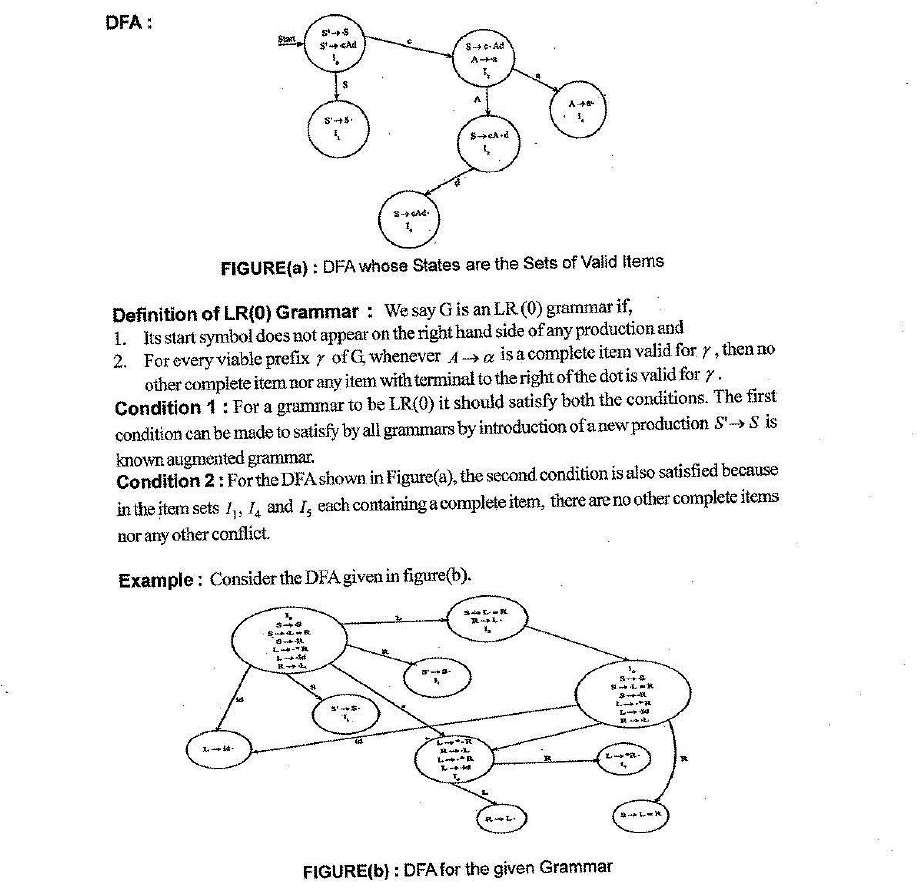 DFA :
Start
S'→·S
S'→·cAd
I
c
S→c·Ad
A→·a
I
S
A
a
S'→S·
I₁
S→cA·d
I
A→a·
I₄
d
S→cAd·
I
FIGURE(a) : DFA whose States are the Sets of Valid Items
Definition of LR(0) Grammar : We say G is an LR (0) grammar if,
1. Its start symbol does not appear on the right hand side of any production and
2. For every viable prefix γ of G, whenever A → α is a complete item valid for γ , then no
other complete item nor any item with terminal to the right of the dot is valid for γ .
Condition 1 : For a grammar to be LR(0) it should satisfy both the conditions. The first
condition can be made to satisfy by all grammars by introduction of a new production S'→ S is
known augmented grammar.
Condition 2 : For the DFA shown in Figure(a), the second condition is also satisfied because
in the item sets I₁, I₄ and I₅ each containing a complete item, there are no other complete items
nor any other conflict.
Example : Consider the DFA given in figure(b).
L
S→L·=R
R→L·
S→·L=R
S→·R
L→·*R
L→·id
R→·L
R
id
S
S'→S·
L→id·
id
L→*·R
R→·L
L→·*R
L→·id
R
L→*R·
R
L
R→L·
S→L=R
FIGURE(b) : DFA for the given Grammar